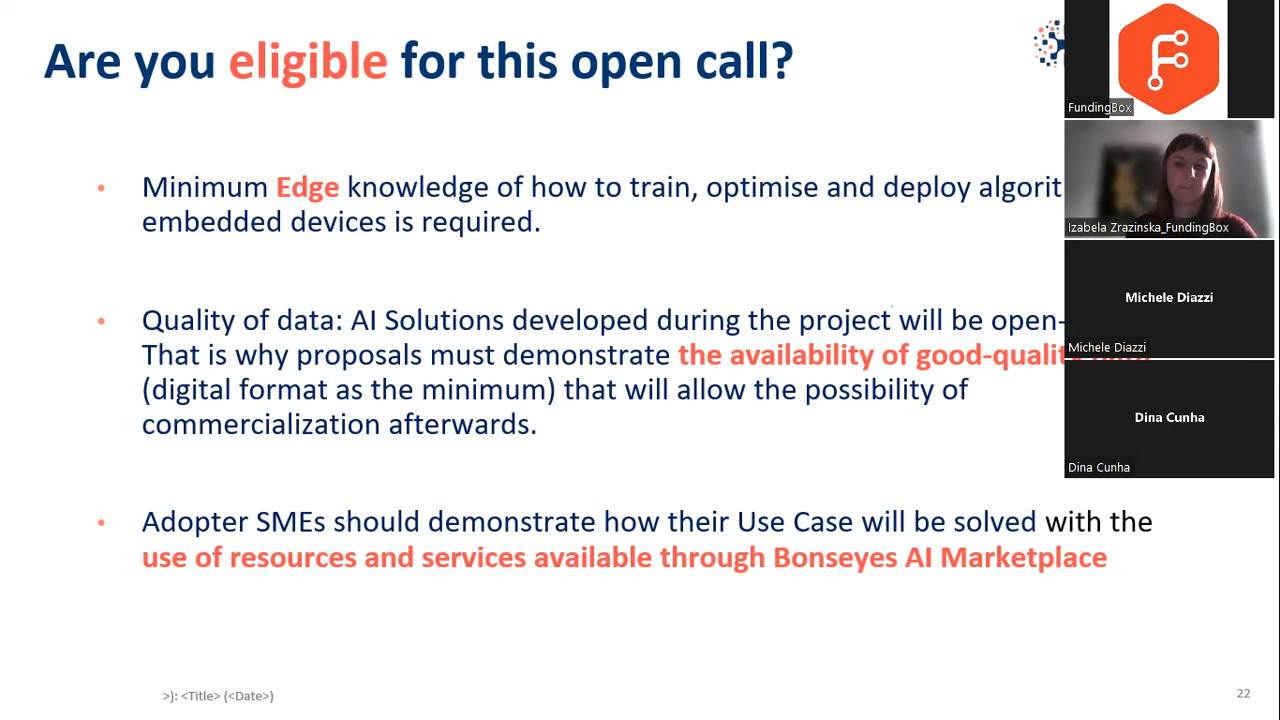 Are you eligible for this open call?
FundingBox
Minimum Edge knowledge of how to train, optimise and deploy
embedded devices is required.
Izabela Zrazinska_FundingBox
Michele Diazzi
Michele Diazzi
Quality of data: AI Solutions developed during the project will be open-
That is why proposals must demonstrate the availability of
(digital format as the minimum) that will allow the possibility of
commercialization afterwards.
Dina Cunha
Dina Cunha
Adopter SMEs should demonstrate how their Use Case will be solved with the
use of resources and services available through Bonseyes AI Marketplace
>): <Title> (<Date>)
22